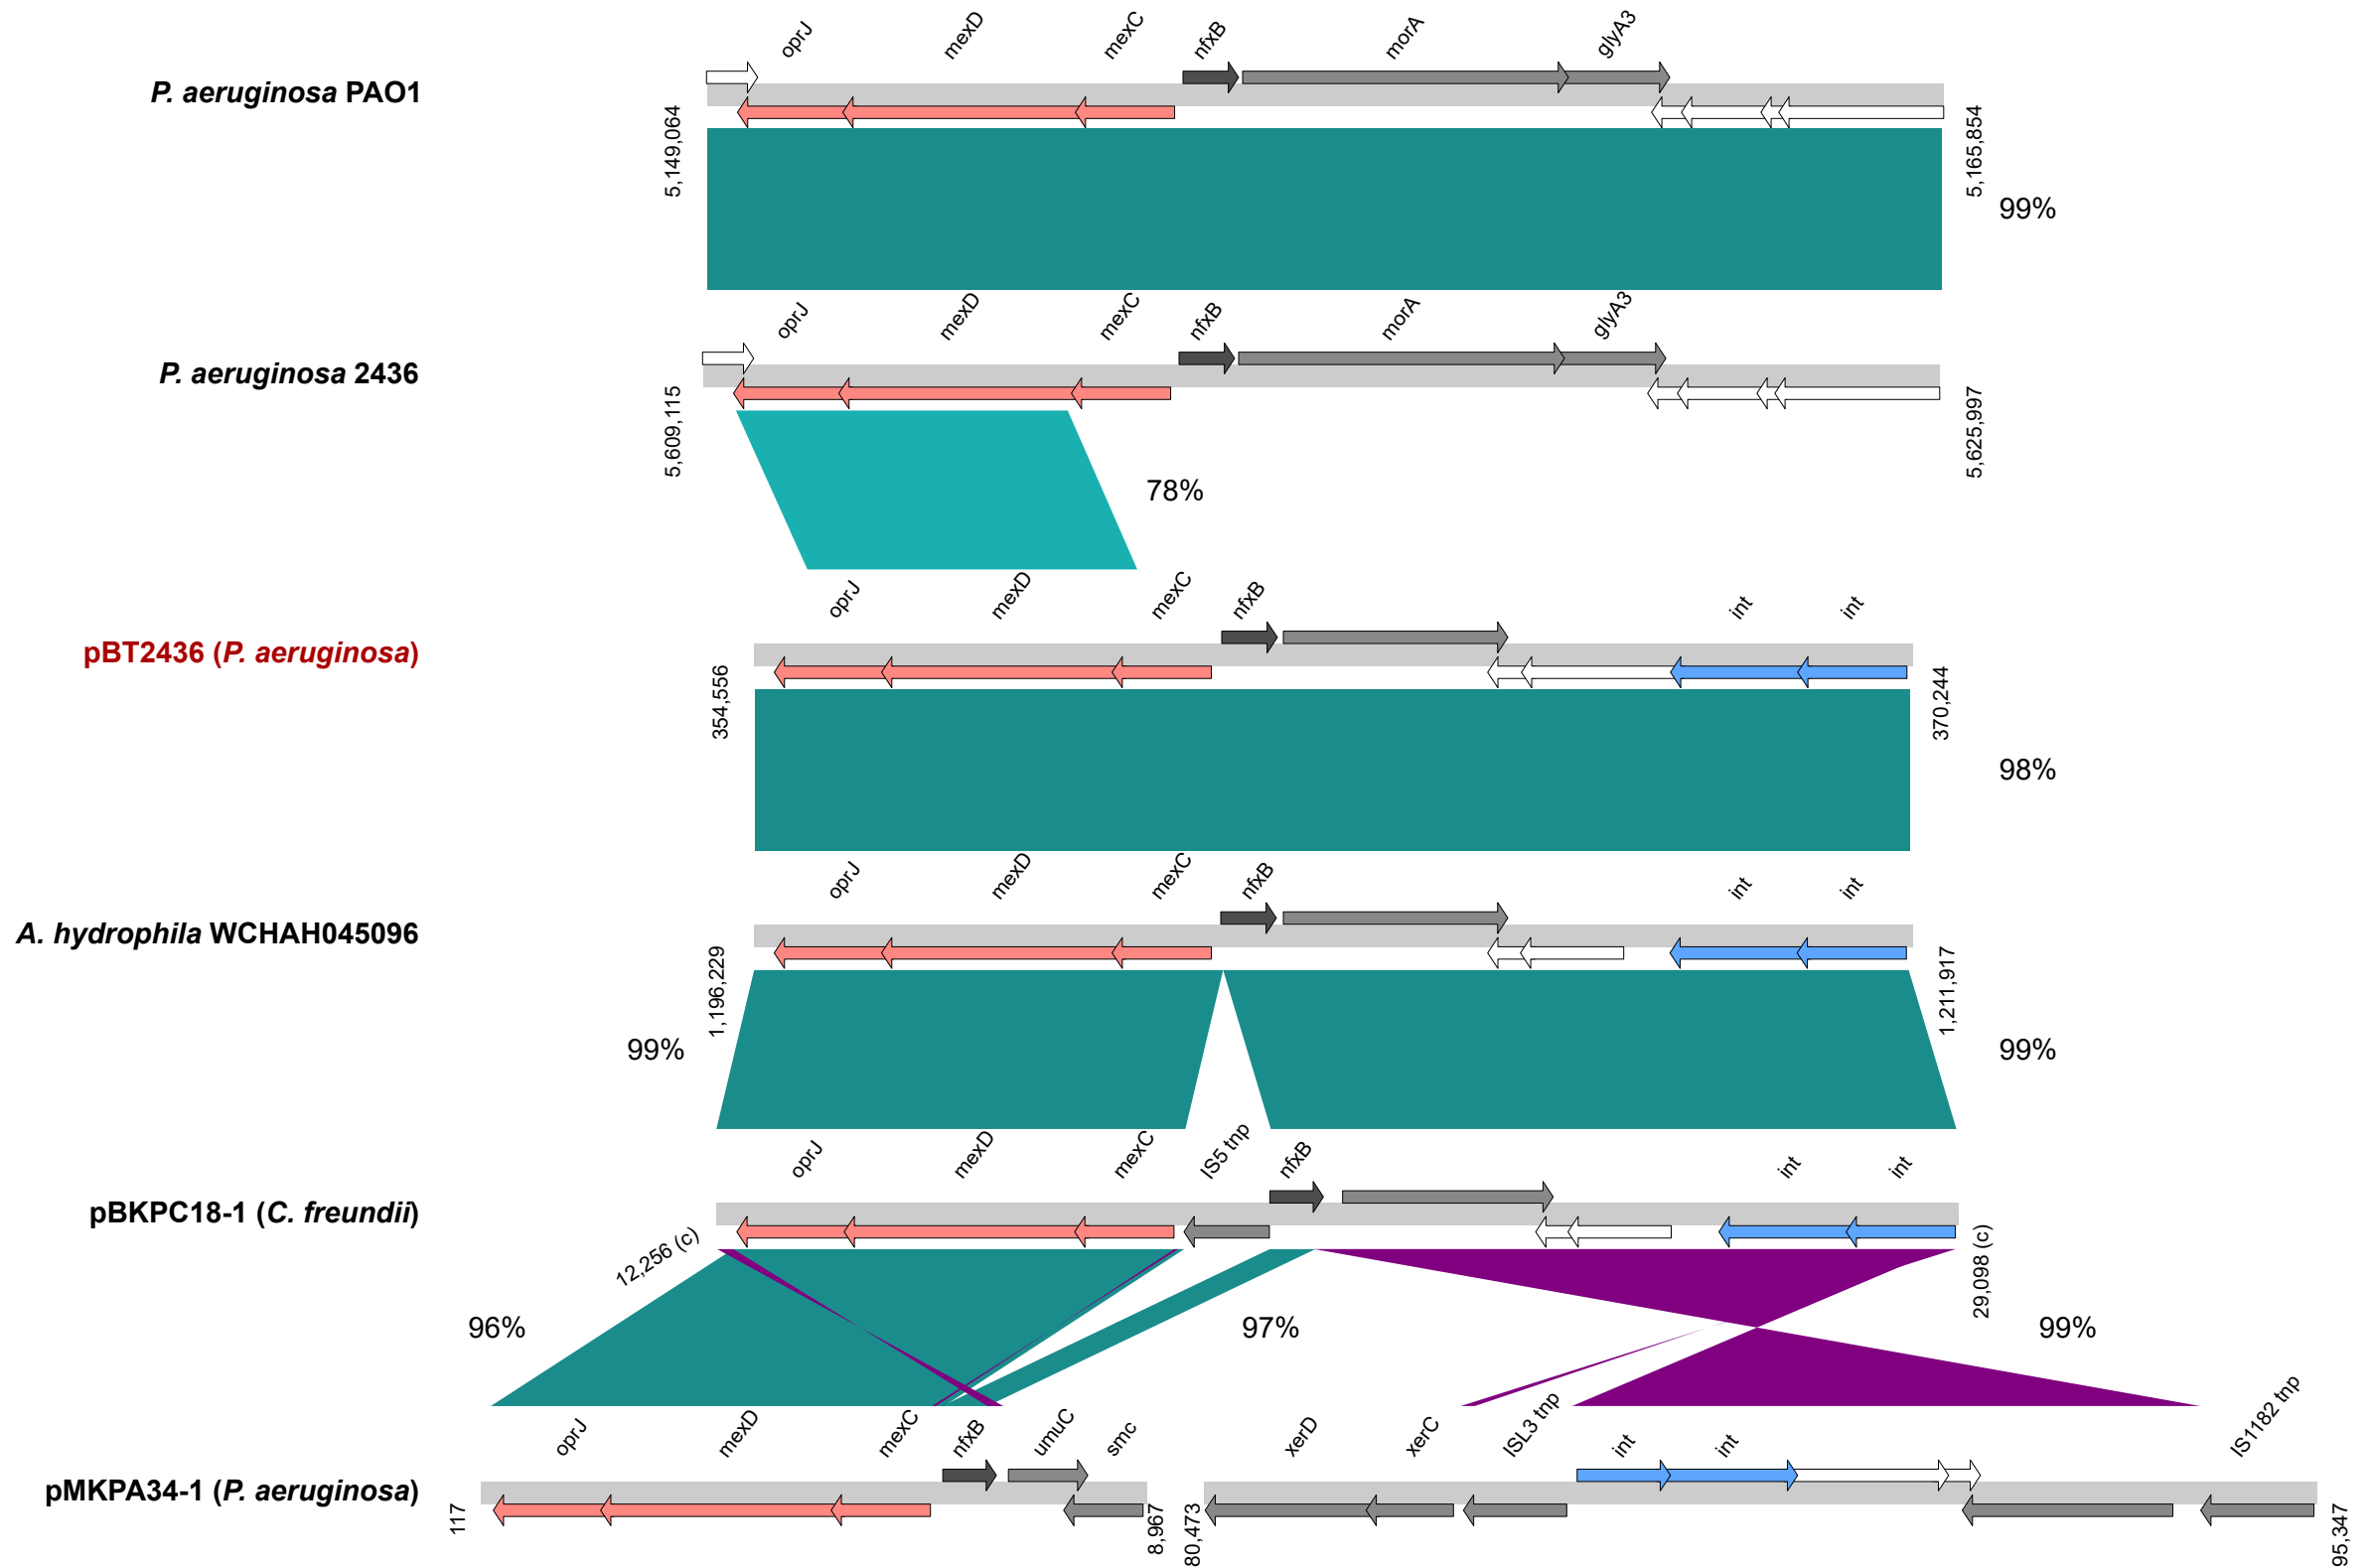 oprJ mexD mexC nfxB morA glyA3
P. aeruginosa PAO1
5,149,064
5,165,854
99%
oprJ mexD mexC nfxB morA glyA3
P. aeruginosa 2436
5,609,115
5,625,997
78%
oprJ mexD mexC nfxB int int
pBT2436 (P. aeruginosa)
354,556
370,244
98%
oprJ mexD mexC nfxB int int
A. hydrophila WCHAH045096
1,196,229
1,211,917
99%
99%
oprJ mexD mexC IS5 tnp nfxB int int
pBKPC18-1 (C. freundii)
12,256 (c)
29,098 (c)
96%
97%
99%
oprJ mexD mexC nfxB umuC smc xerD xerC ISL3 tnp int int IS1182 tnp
pMKPA34-1 (P. aeruginosa)
117
8,967
80,473
95,347